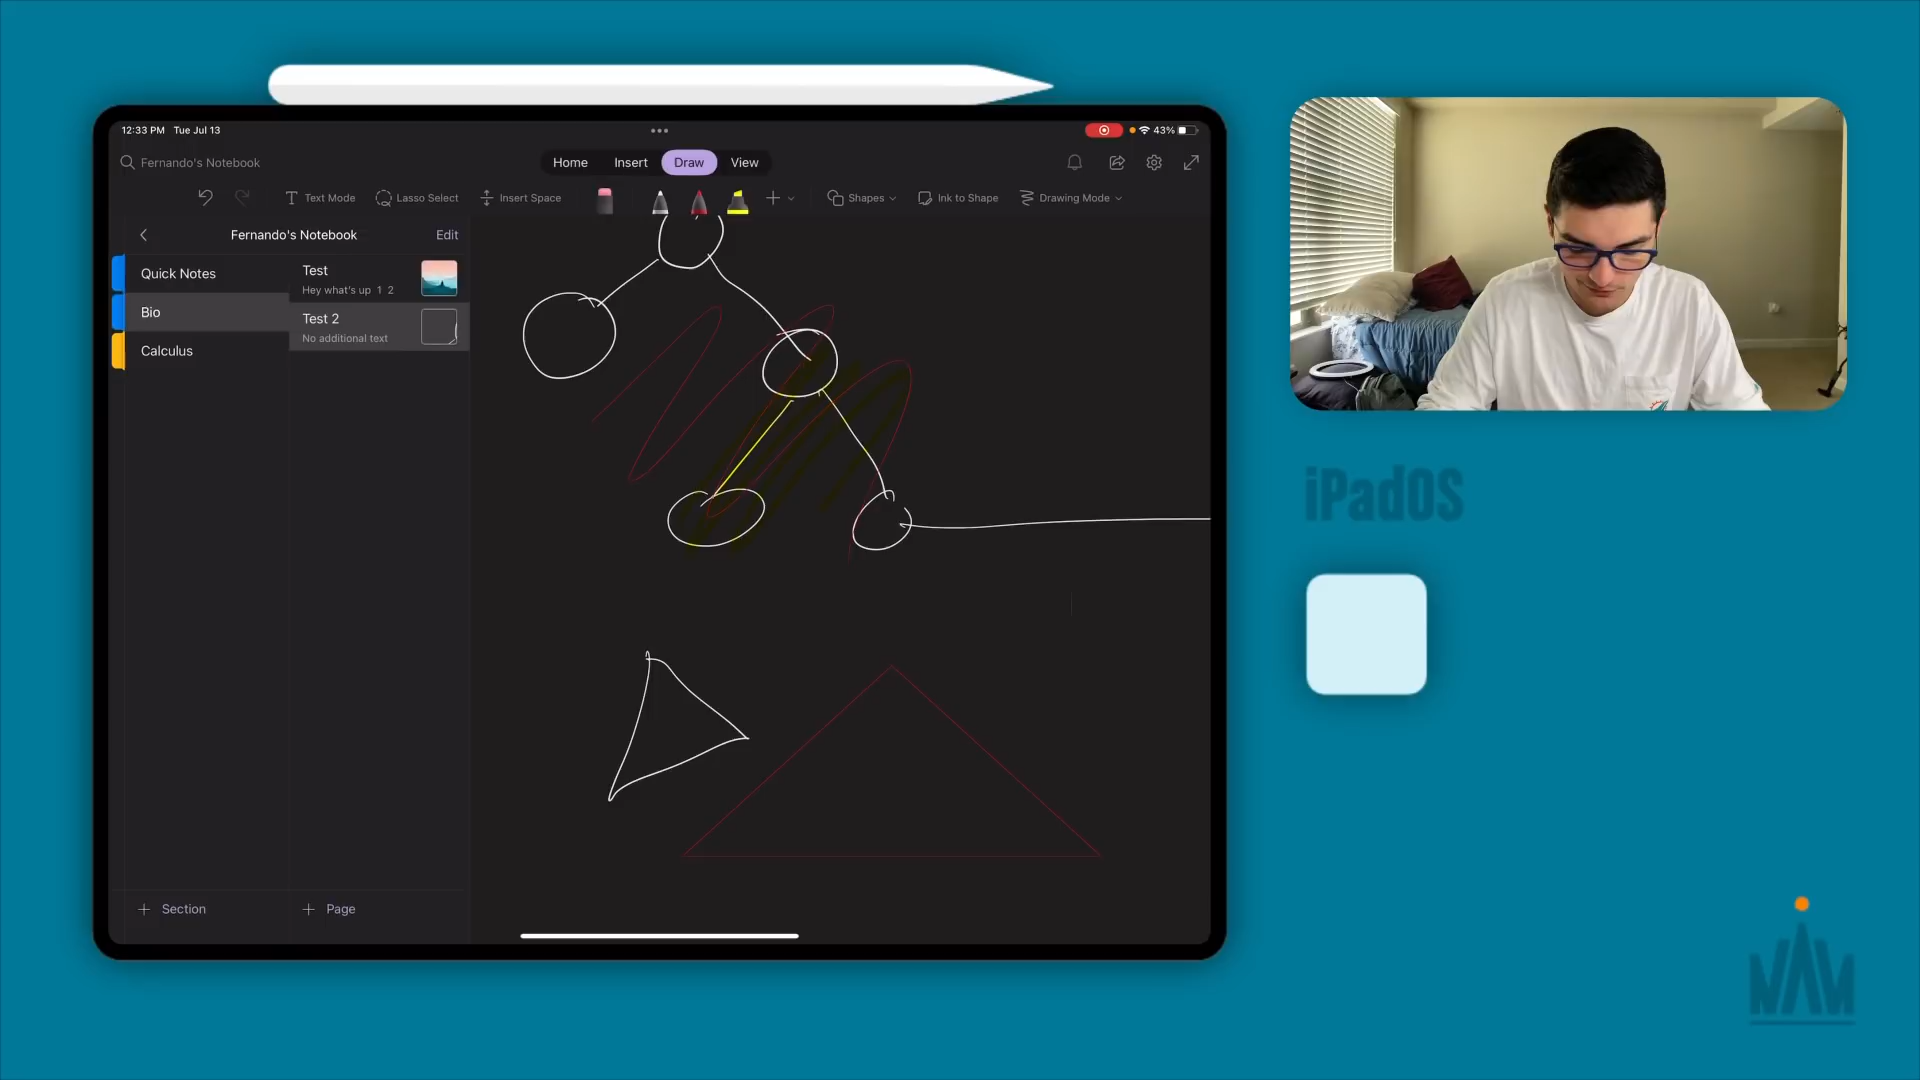 12:33 PM Tue Jul 13
43%
Fernando's Notebook
Home Insert Draw View
Text Mode Lasso Select Insert Space Shapes Ink to Shape Drawing Mode
Fernando's Notebook Edit
Quick Notes
Bio
Calculus
Test
Hey what's up 1 2
Test 2
No additional text
Section
Page
iPadOS